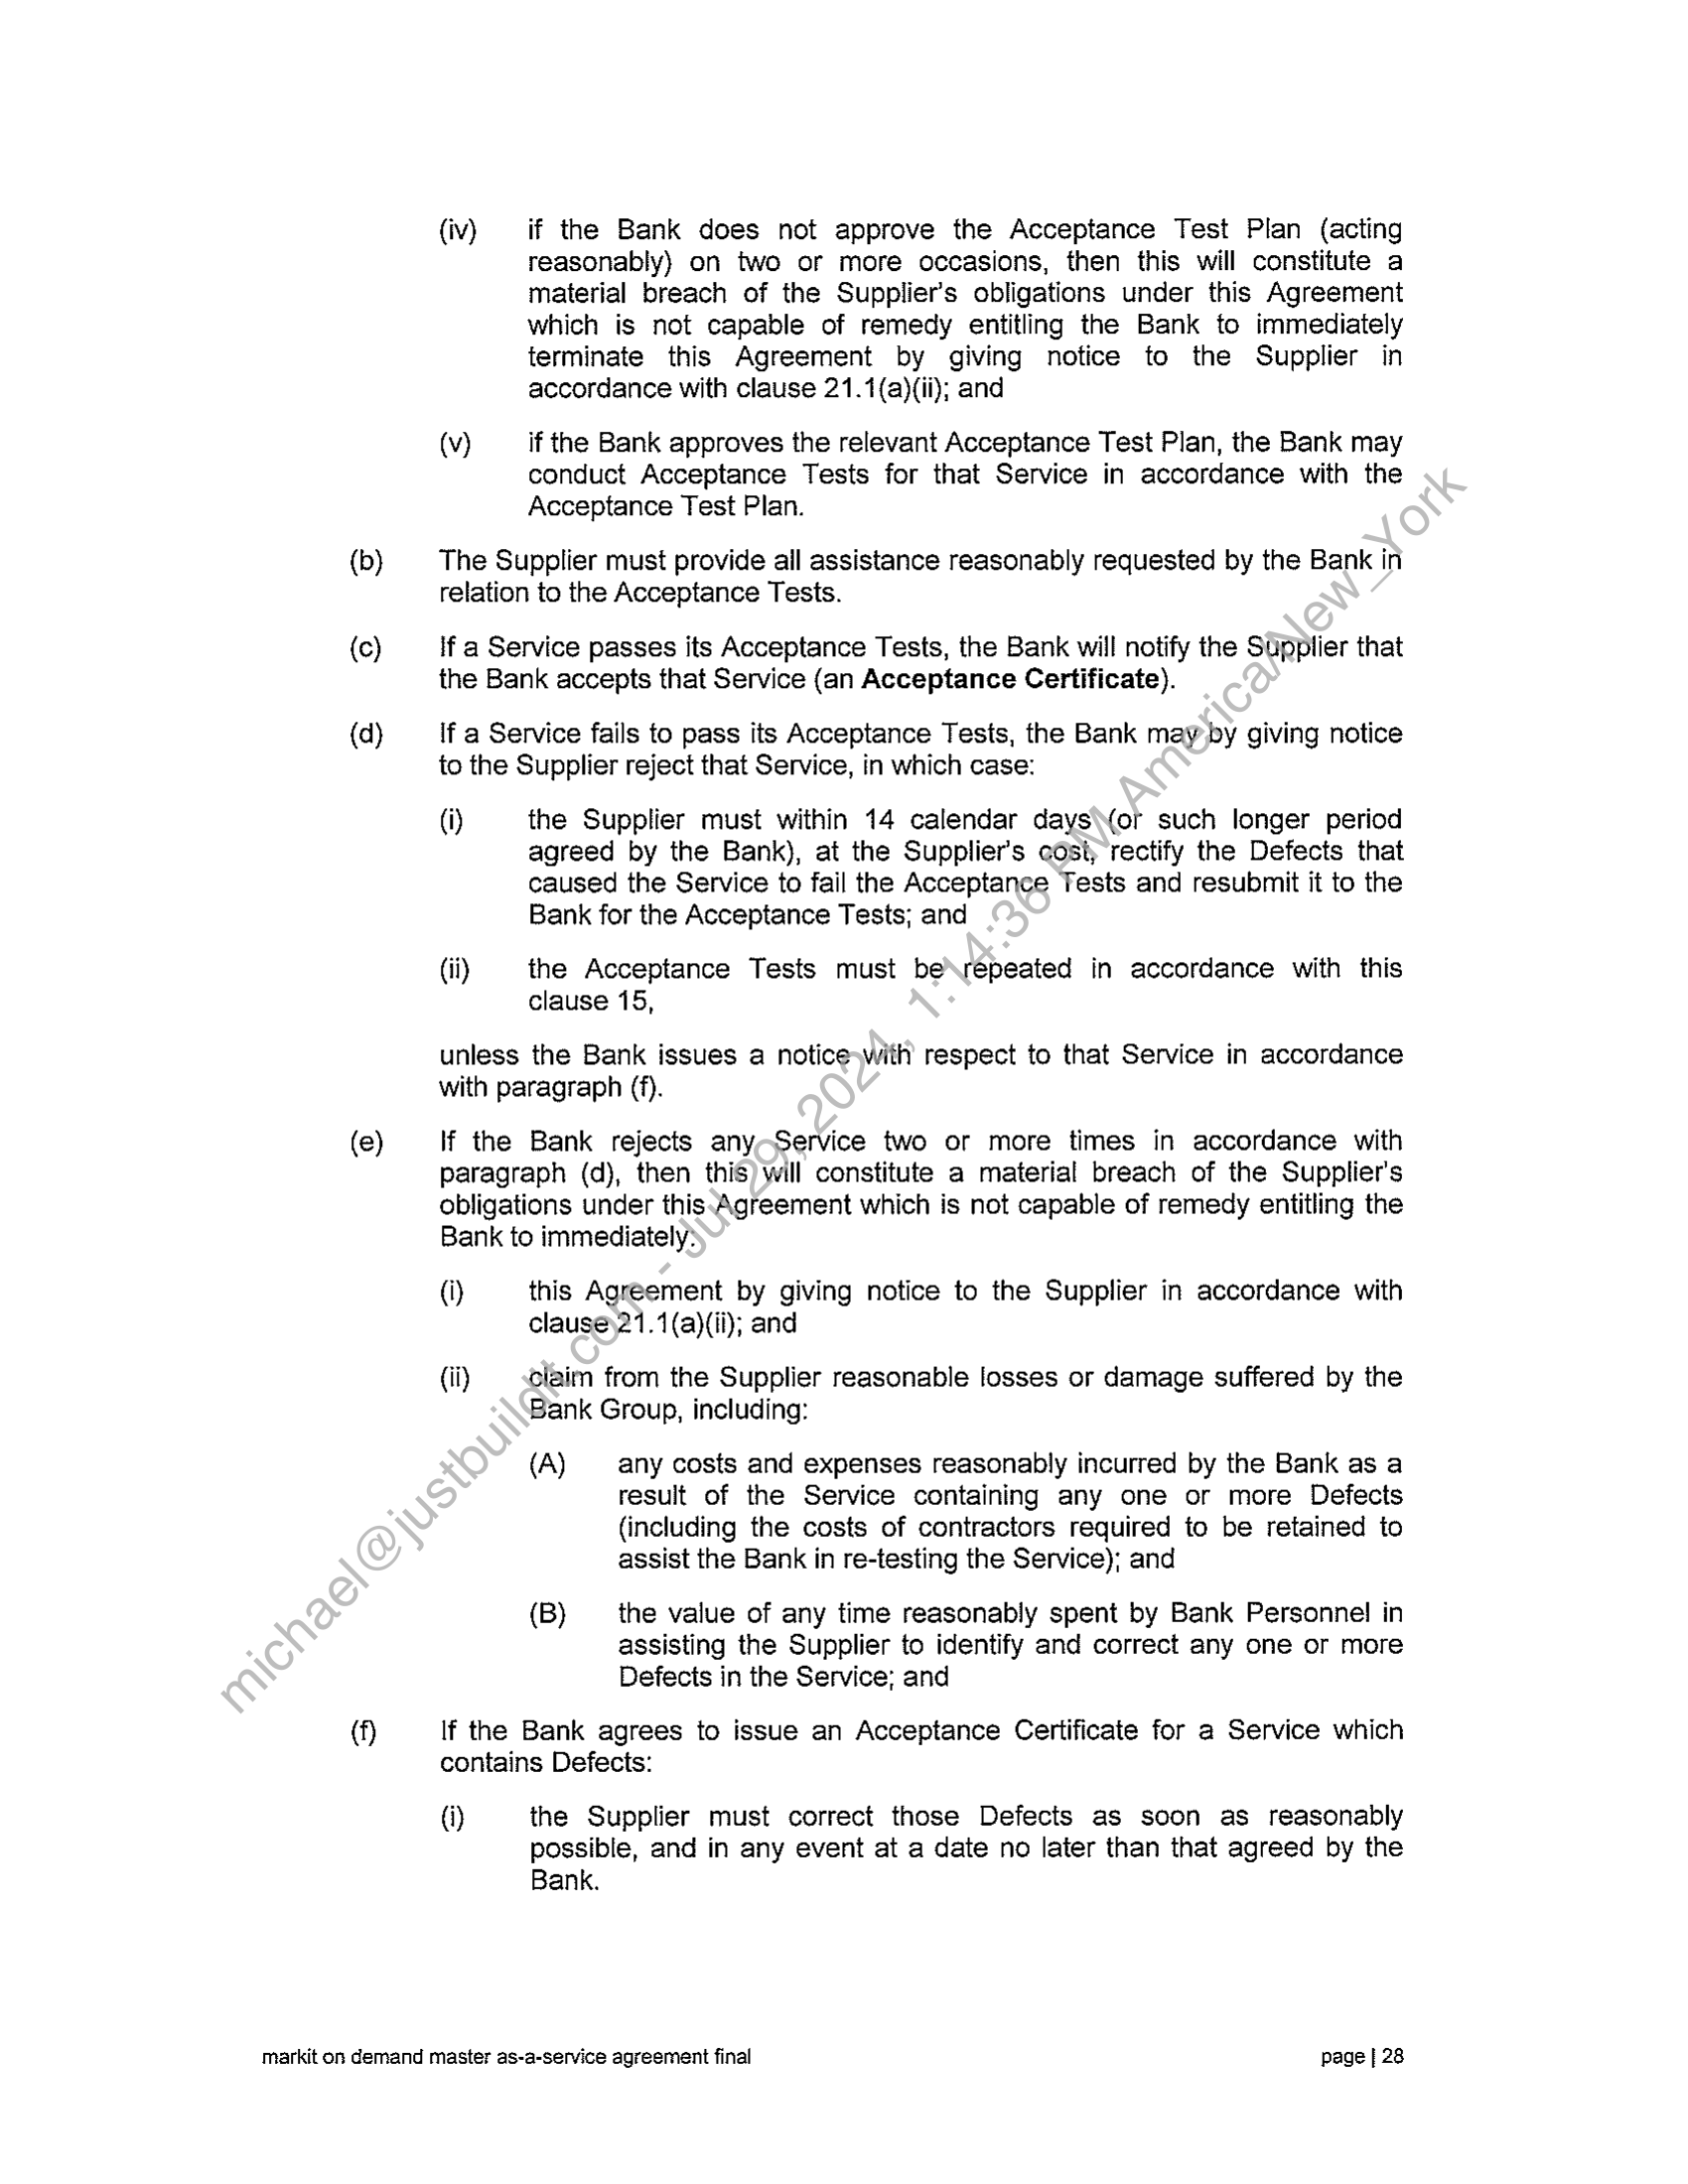 (iv) if the Bank does not approve the Acceptance Test Plan (acting
reasonably) on two or more occasions, then this will constitute a
material breach of the Supplier's obligations under this Agreement
which is not capable of remedy entitling the Bank to immediately
terminate this Agreement by giving notice to the Supplier in
accordance with clause 21.1(a)(ii); and
(v) if the Bank approves the relevant Acceptance Test Plan, the Bank may
conduct Acceptance Tests for that Service in accordance with the
Acceptance Test Plan.
(b) The Supplier must provide all assistance reasonably requested by the Bank in
relation to the Acceptance Tests.
(c) If a Service passes its Acceptance Tests, the Bank will notify the Supplier that
the Bank accepts that Service (an Acceptance Certificate).
(d) If a Service fails to pass its Acceptance Tests, the Bank may by giving notice
to the Supplier reject that Service, in which case:
(i) the Supplier must within 14 calendar days (or such longer period
agreed by the Bank), at the Supplier's cost, rectify the Defects that
caused the Service to fail the Acceptance Tests and resubmit it to the
Bank for the Acceptance Tests; and
(ii) the Acceptance Tests must be repeated in accordance with this
clause 15,
unless the Bank issues a notice with respect to that Service in accordance
with paragraph (f).
(e) If the Bank rejects any Service two or more times in accordance with
paragraph (d), then this will constitute a material breach of the Supplier's
obligations under this Agreement which is not capable of remedy entitling the
Bank to immediately:
(i) this Agreement by giving notice to the Supplier in accordance with
clause 21.1(a)(ii); and
(ii) claim from the Supplier reasonable losses or damage suffered by the
Bank Group, including:
(A) any costs and expenses reasonably incurred by the Bank as a
result of the Service containing any one or more Defects
(including the costs of contractors required to be retained to
assist the Bank in re-testing the Service); and
(B) the value of any time reasonably spent by Bank Personnel in
assisting the Supplier to identify and correct any one or more
Defects in the Service; and
(f) If the Bank agrees to issue an Acceptance Certificate for a Service which
contains Defects:
(i) the Supplier must correct those Defects as soon as reasonably
possible, and in any event at a date no later than that agreed by the
Bank.
markit on demand master as-a-service agreement final page | 28
michael@justbuildit.com - Jul 29, 2024, 1:14:36 PM America/New_York